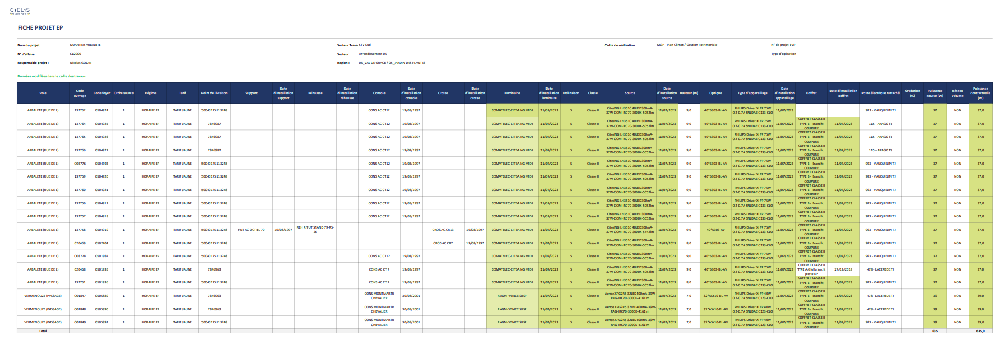 CiELiS
FICHE PROJET EP
Nom du projet : QUARTIER ARBALETE Secteur Trava STV Sud Cadre de réalisation : MGP - Plan Climat / Gestion Patrimoniale N° de projet EVP
N° d'affaire : C12000 Secteur : Arrondissement 05 Type d'opération
Responsable projet : Nicolas GODIN Region : 05_VAL DE GRACE / 05_JARDIN DES PLANTES
Données modifiées dans le cadre des travaux
Voie Code ouvrage Code foyer Ordre source Régime Tarif Point de livraison Support Date d'installation support Réhausse Date d'installation réhausse Console Date d'installation console Crosse Date d'installation crosse Luminaire Date d'installation luminaire Inclinaison Classe Source Date d'installation source Hauteur (m) Optique Type d'appareillage Date d'installation appareillage Coffret Date d'installation coffret Poste électrique rattaché Gradation (%) Puissance source (W) Réseau vétuste Puissance contractuelle (W)
ARBALETE (RUE DE L) 137762 0504924 1 HORAIRE EP TARIF JAUNE 50040175113248 CONS AC CT12 19/08/1997 COMATELEC-CITEA NG MIDI 11/07/2023 5 Classe II CiteaNG LH351C 40LED300mA-37W-COM-IRC70-3000K-5052lm 11/07/2023 9,0 40*5303-BL-AV PHILIPS-Driver Xi FP 75W 0.2-0.7A SNLDAE C133-CLO 11/07/2023 923 - VAUQUELIN TJ 37 NON 37,0
ARBALETE (RUE DE L) 137764 0504925 1 HORAIRE EP TARIF JAUNE 7346987 CONS AC CT12 19/08/1997 COMATELEC-CITEA NG MIDI 11/07/2023 5 Classe II CiteaNG LH351C 40LED300mA-37W-COM-IRC70-3000K-5052lm 11/07/2023 9,0 40*5303-BL-AV PHILIPS-Driver Xi FP 75W 0.2-0.7A SNLDAE C133-CLO 11/07/2023 COFFRET CLASSE II TYPE B - Brancht COUPURE 11/07/2023 115 - ARAGO TJ 37 NON 37,0
ARBALETE (RUE DE L) 137765 0504926 1 HORAIRE EP TARIF JAUNE 7346987 CONS AC CT12 19/08/1997 COMATELEC-CITEA NG MIDI 11/07/2023 5 Classe II CiteaNG LH351C 40LED300mA-37W-COM-IRC70-3000K-5052lm 11/07/2023 9,0 40*5303-BL-AV PHILIPS-Driver Xi FP 75W 0.2-0.7A SNLDAE C133-CLO 11/07/2023 COFFRET CLASSE II TYPE B - Brancht COUPURE 11/07/2023 115 - ARAGO TJ 37 NON 37,0
ARBALETE (RUE DE L) 137766 0504927 1 HORAIRE EP TARIF JAUNE 7346987 CONS AC CT12 19/08/1997 COMATELEC-CITEA NG MIDI 11/07/2023 5 Classe II CiteaNG LH351C 40LED300mA-37W-COM-IRC70-3000K-5052lm 11/07/2023 9,0 40*5303-BL-AV PHILIPS-Driver Xi FP 75W 0.2-0.7A SNLDAE C133-CLO 11/07/2023 COFFRET CLASSE II TYPE B - Brancht COUPURE 11/07/2023 115 - ARAGO TJ 37 NON 37,0
ARBALETE (RUE DE L) O03776 0504923 1 HORAIRE EP TARIF JAUNE 50040175113248 CONS AC CT12 19/08/1997 COMATELEC-CITEA NG MIDI 11/07/2023 5 Classe II CiteaNG LH351C 40LED300mA-37W-COM-IRC70-3000K-5052lm 11/07/2023 9,0 40*5303-BL-AV PHILIPS-Driver Xi FP 75W 0.2-0.7A SNLDAE C133-CLO 11/07/2023 COFFRET CLASSE II TYPE B - Brancht COUPURE 11/07/2023 923 - VAUQUELIN TJ 37 NON 37,0
ARBALETE (RUE DE L) 137759 0504920 1 HORAIRE EP TARIF JAUNE 50040175113248 CONS AC CT12 19/08/1997 COMATELEC-CITEA NG MIDI 11/07/2023 5 Classe II CiteaNG LH351C 40LED300mA-37W-COM-IRC70-3000K-5052lm 11/07/2023 9,0 40*5303-BL-AV PHILIPS-Driver Xi FP 75W 0.2-0.7A SNLDAE C133-CLO 11/07/2023 COFFRET CLASSE II TYPE B - Brancht COUPURE 11/07/2023 923 - VAUQUELIN TJ 37 NON 37,0
ARBALETE (RUE DE L) 137760 0504921 1 HORAIRE EP TARIF JAUNE 50040175113248 CONS AC CT12 19/08/1997 COMATELEC-CITEA NG MIDI 11/07/2023 5 Classe II CiteaNG LH351C 40LED300mA-37W-COM-IRC70-3000K-5052lm 11/07/2023 9,0 40*5303-BL-AV PHILIPS-Driver Xi FP 75W 0.2-0.7A SNLDAE C133-CLO 11/07/2023 COFFRET CLASSE II TYPE B - Brancht COUPURE 11/07/2023 923 - VAUQUELIN TJ 37 NON 37,0
ARBALETE (RUE DE L) 137756 0504917 1 HORAIRE EP TARIF JAUNE 50040175113248 CONS AC CT12 19/08/1997 COMATELEC-CITEA NG MIDI 11/07/2023 5 Classe II CiteaNG LH351C 40LED300mA-37W-COM-IRC70-3000K-5052lm 11/07/2023 9,0 40*5303-BL-AV PHILIPS-Driver Xi FP 75W 0.2-0.7A SNLDAE C133-CLO 11/07/2023 COFFRET CLASSE II TYPE B - Brancht COUPURE 11/07/2023 923 - VAUQUELIN TJ 37 NON 37,0
ARBALETE (RUE DE L) 137757 0504918 1 HORAIRE EP TARIF JAUNE 50040175113248 CONS AC CT12 19/08/1997 COMATELEC-CITEA NG MIDI 11/07/2023 5 Classe II CiteaNG LH351C 40LED300mA-37W-COM-IRC70-3000K-5052lm 11/07/2023 9,0 40*5303-BL-AV PHILIPS-Driver Xi FP 75W 0.2-0.7A SNLDAE C133-CLO 11/07/2023 COFFRET CLASSE II TYPE B - Brancht COUPURE 11/07/2023 923 - VAUQUELIN TJ 37 NON 37,0
ARBALETE (RUE DE L) 137758 0504919 1 HORAIRE EP TARIF JAUNE 50040175113248 FUT AC OCT EL 70 19/08/1997 REH P/FUT STAND 79-RS-26 CROS AC CR13 19/08/1997 COMATELEC-CITEA NG MIDI 11/07/2023 5 Classe II CiteaNG LH351C 40LED300mA-37W-COM-IRC70-3000K-5442lm 11/07/2023 9,0 40*5303-AV PHILIPS-Driver Xi FP 75W 0.2-0.7A SNLDAE C133-CLO 11/07/2023 COFFRET CLASSE II TYPE B - Brancht COUPURE 11/07/2023 923 - VAUQUELIN TJ 37 NON 37,0
ARBALETE (RUE DE L) 020469 0502404 1 HORAIRE EP TARIF JAUNE 50040175113248 CROS AC CR7 19/08/1997 COMATELEC-CITEA NG MIDI 11/07/2023 5 Classe II CiteaNG LH351C 40LED300mA-37W-COM-IRC70-3000K-5052lm 11/07/2023 8,0 40*5303-BL-AV PHILIPS-Driver Xi FP 75W 0.2-0.7A SNLDAE C133-CLO 11/07/2023 COFFRET CLASSE II TYPE B - Brancht COUPURE 11/07/2023 923 - VAUQUELIN TJ 37 NON 37,0
ARBALETE (RUE DE L) O03778 0501937 1 HORAIRE EP TARIF JAUNE 50040175113248 CONS AC CT12 19/08/1997 COMATELEC-CITEA NG MIDI 11/07/2023 5 Classe II CiteaNG LH351C 40LED300mA-37W-COM-IRC70-3000K-5052lm 11/07/2023 9,0 40*5303-BL-AV PHILIPS-Driver Xi FP 75W 0.2-0.7A SNLDAE C133-CLO 11/07/2023 COFFRET CLASSE II TYPE B - Brancht COUPURE 11/07/2023 923 - VAUQUELIN TJ 37 NON 37,0
ARBALETE (RUE DE L) 020468 0501935 1 HORAIRE EP TARIF JAUNE 7346963 CONS AC CT 7 19/08/1997 COMATELEC-CITEA NG MIDI 11/07/2023 5 Classe II CiteaNG LH351C 40LED300mA-37W-COM-IRC70-3000K-5052lm 11/07/2023 9,0 40*5303-BL-AV PHILIPS-Driver Xi FP 75W 0.2-0.7A SNLDAE C133-CLO 11/07/2023 COFFRET CLASSE II TYPE A GM brancht poste EP 27/12/2018 478 - LACEPEDE TJ 37 NON 37,0
ARBALETE (RUE DE L) 137761 0501936 1 HORAIRE EP TARIF JAUNE 50040175113248 CONS AC CT 7 19/08/1997 COMATELEC-CITEA NG MIDI 11/07/2023 5 Classe II CiteaNG LH351C 40LED300mA-37W-COM-IRC70-3000K-5052lm 11/07/2023 8,0 40*5303-BL-AV PHILIPS-Driver Xi FP 75W 0.2-0.7A SNLDAE C133-CLO 11/07/2023 COFFRET CLASSE II TYPE B - Brancht COUPURE 11/07/2023 923 - VAUQUELIN TJ 37 NON 37,0
VERMENOUZE (PASSAGE) O01847 0505889 1 HORAIRE EP TARIF JAUNE 7346963 CONS MONTMARTR CHEVALIER 30/08/2001 RAGNI-VENCE SUSP 11/07/2023 5 Classe II Vence XPG2R5 32LED400mA-39W-RAG-IRC70-3000K-4161lm 11/07/2023 7,0 32*ASY10-BL-AV PHILIPS-Driver Xi FP 40W 0.2-0.7A SNLDAE C123-CLO 11/07/2023 COFFRET CLASSE II TYPE B - Brancht COUPURE 11/07/2023 478 - LACEPEDE TJ 39 NON 39,0
VERMENOUZE (PASSAGE) O01848 0505890 1 HORAIRE EP TARIF JAUNE 7346963 CONS MONTMARTR CHEVALIER 30/08/2001 RAGNI-VENCE SUSP 11/07/2023 5 Classe II Vence XPG2R5 32LED400mA-39W-RAG-IRC70-3000K-4161lm 11/07/2023 7,0 32*ASY10-BL-AV PHILIPS-Driver Xi FP 40W 0.2-0.7A SNLDAE C123-CLO 11/07/2023 COFFRET CLASSE II TYPE B - Brancht COUPURE 11/07/2023 478 - LACEPEDE TJ 39 NON 39,0
VERMENOUZE (PASSAGE) O01849 0505891 1 HORAIRE EP TARIF JAUNE 50040175113248 CONS MONTMARTR CHEVALIER 30/08/2001 RAGNI-VENCE SUSP 11/07/2023 5 Classe II Vence XPG2R5 32LED400mA-39W-RAG-IRC70-3000K-4161lm 11/07/2023 7,0 32*ASY10-BL-AV PHILIPS-Driver Xi FP 40W 0.2-0.7A SNLDAE C123-CLO 11/07/2023 COFFRET CLASSE II TYPE B - Brancht COUPURE 11/07/2023 923 - VAUQUELIN TJ 39 NON 39,0
Total 635 635,0